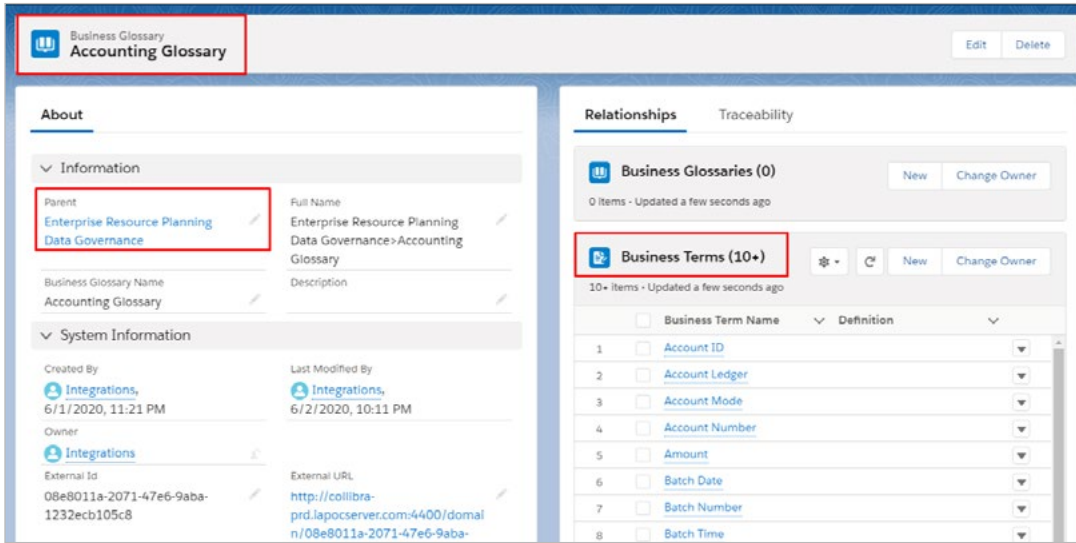 Business Glossary
Accounting Glossary
Edit
Delete
About
Information
Parent
Enterprise Resource Planning
Data Governance
Full Name
Enterprise Resource Planning
Data Governance>Accounting
Glossary
Business Glossary Name
Accounting Glossary
Description
System Information
Created By
Integrations,
6/1/2020, 11:21 PM
Last Modified By
Integrations,
6/2/2020, 10:11 PM
Owner
Integrations
External Id
08e8011a-2071-47e6-9aba-
1232ecb105c8
External URL
http://collibra-
prd.lapocserver.com:4400/domai
n/08e8011a-2071-47e6-9aba-
Relationships
Traceability
Business Glossaries (0)
New
Change Owner
0 items - Updated a few seconds ago
Business Terms (10+)
New
Change Owner
10+ items - Updated a few seconds ago
Business Term Name
Definition
1 Account ID
2 Account Ledger
3 Account Mode
4 Account Number
5 Amount
6 Batch Date
7 Batch Number
8 Batch Time